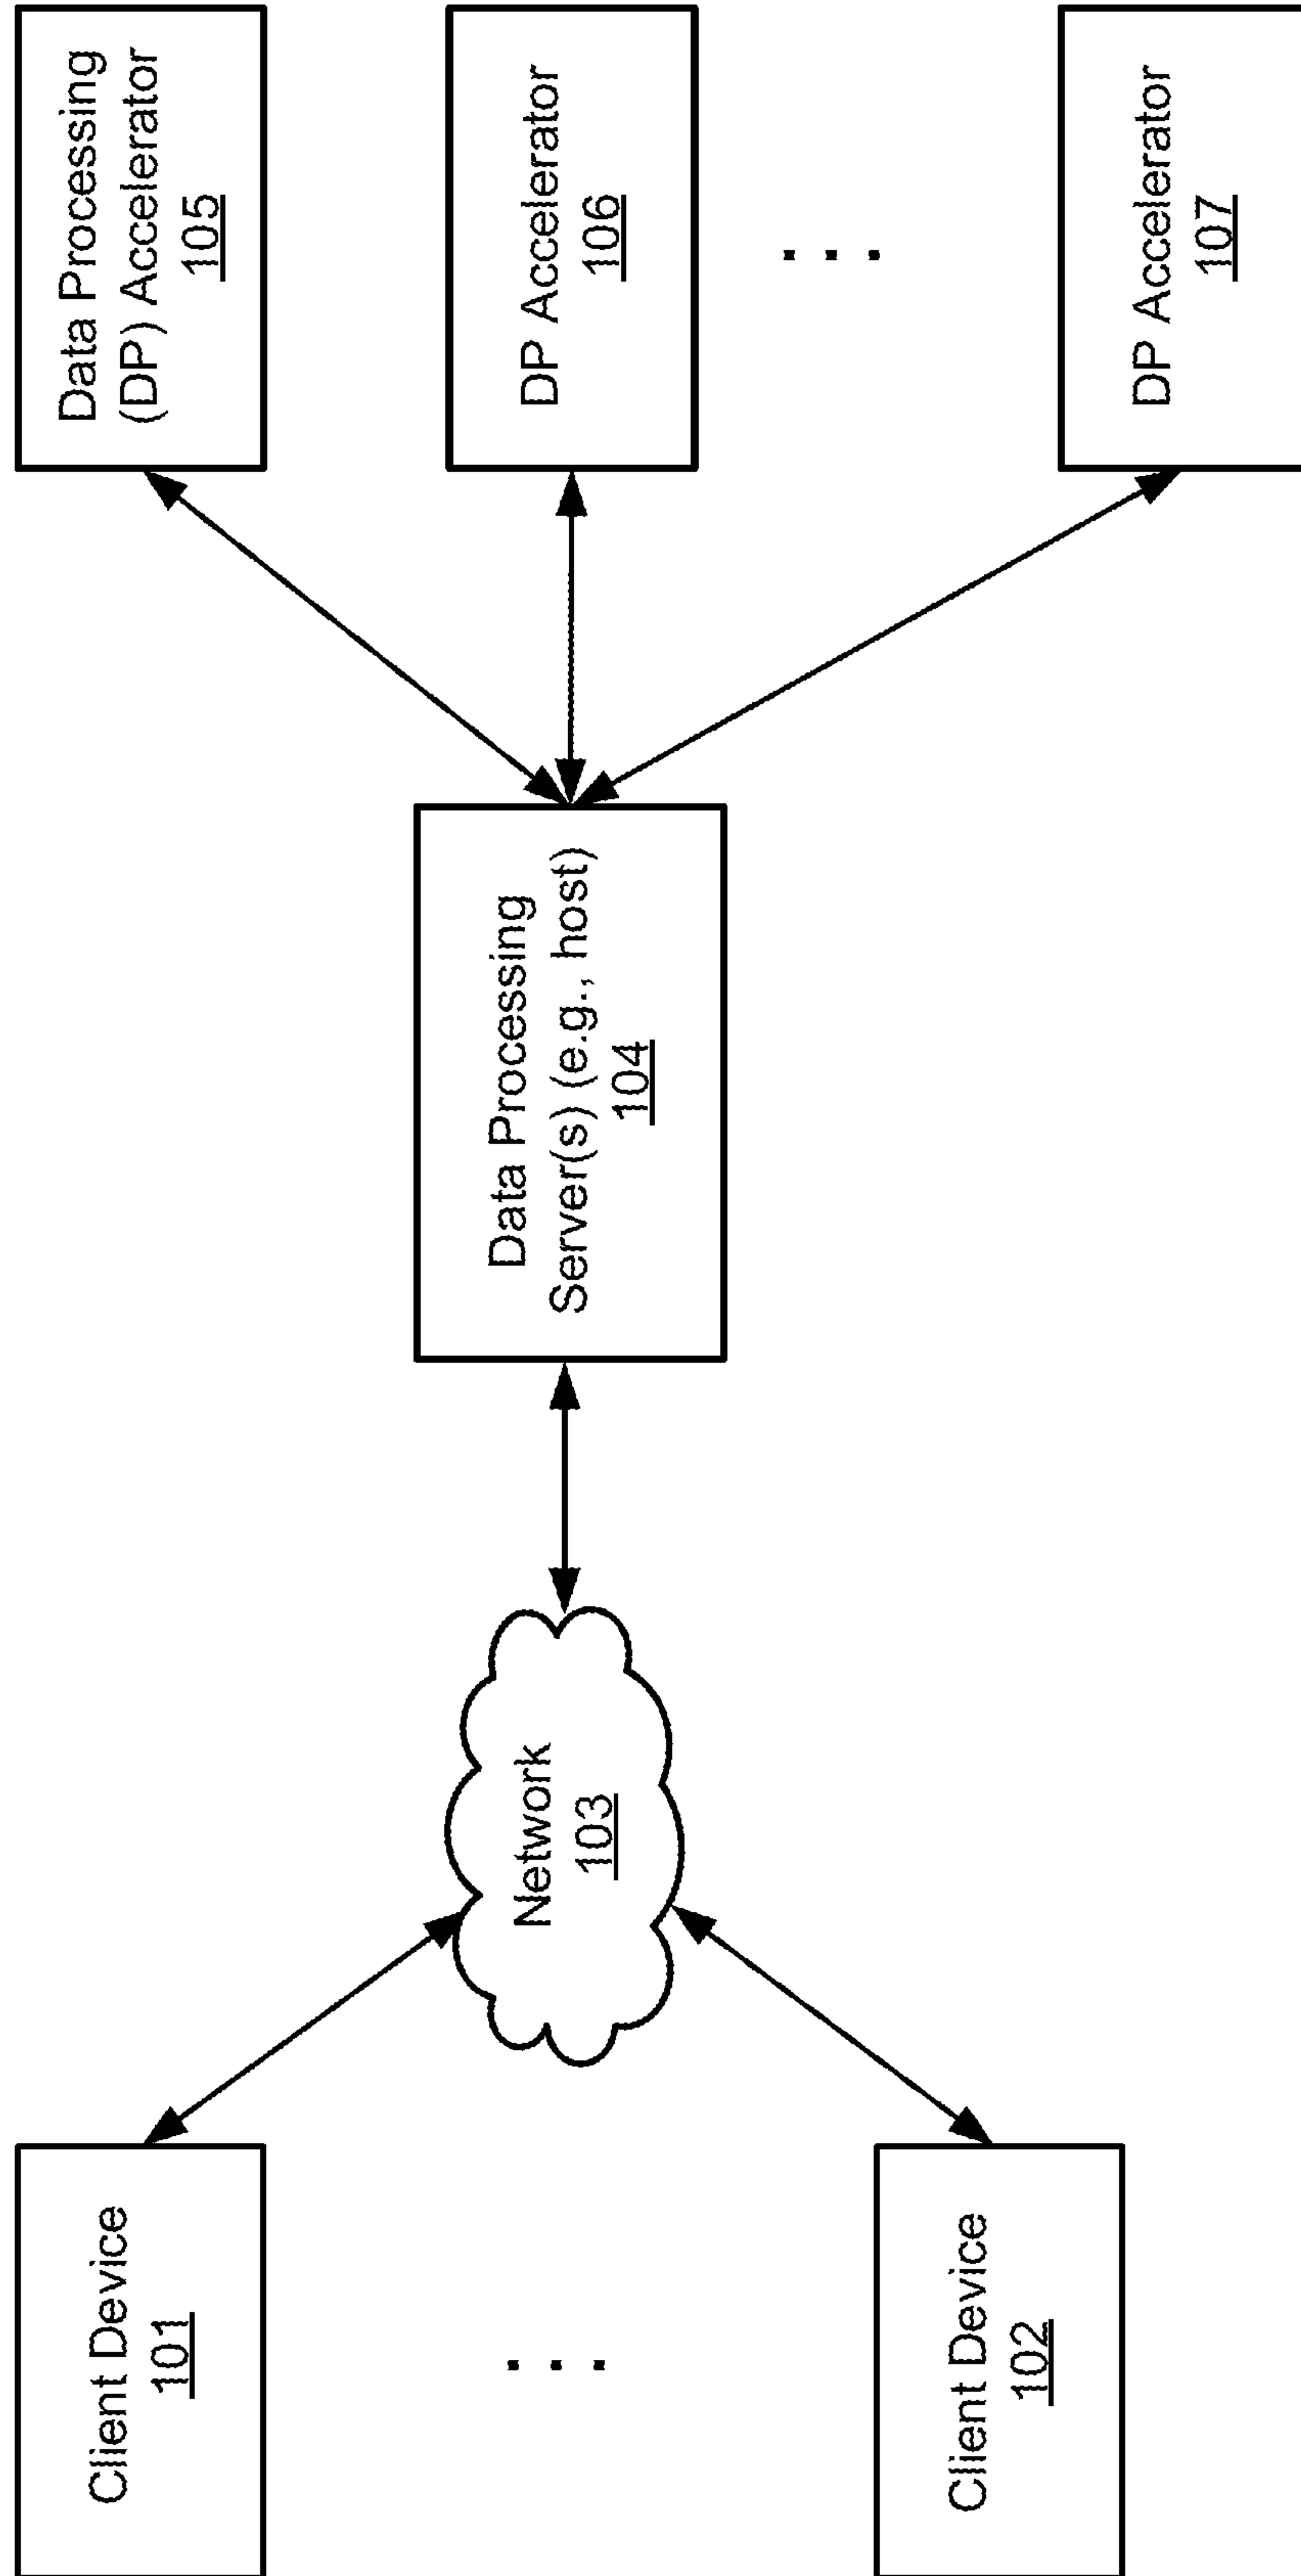 Client Device
101
Client Device
102
Network
103
Data Processing
Server(s) (e.g., host)
104
Data Processing
(DP) Accelerator
105
DP Accelerator
106
DP Accelerator
107